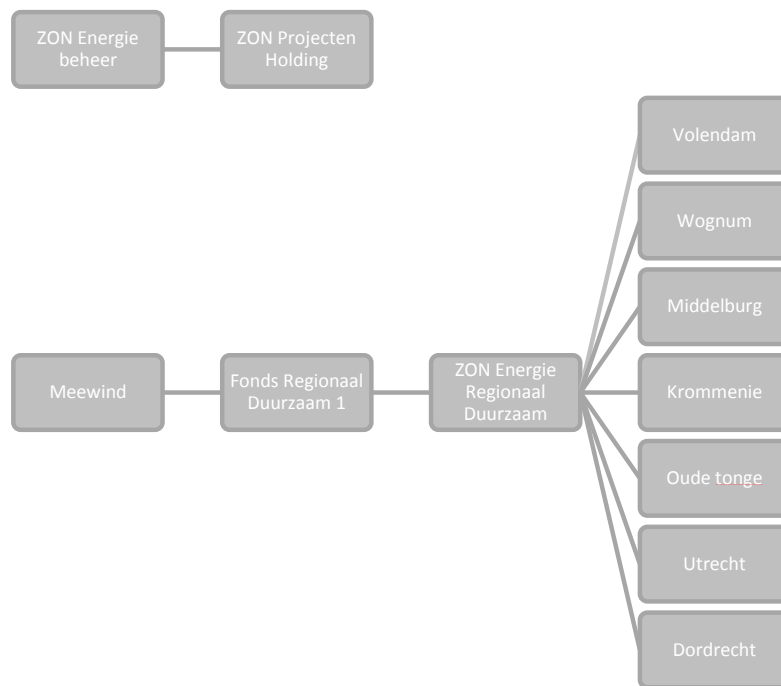 ZON Energie
beheer
ZON Projecten
Holding
Meewind
Fonds Regionaal
Duurzaam 1
ZON Energie
Regionaal
Duurzaam
Volendam
Wognum
Middelburg
Krommenie
Oude tonge
Utrecht
Dordrecht